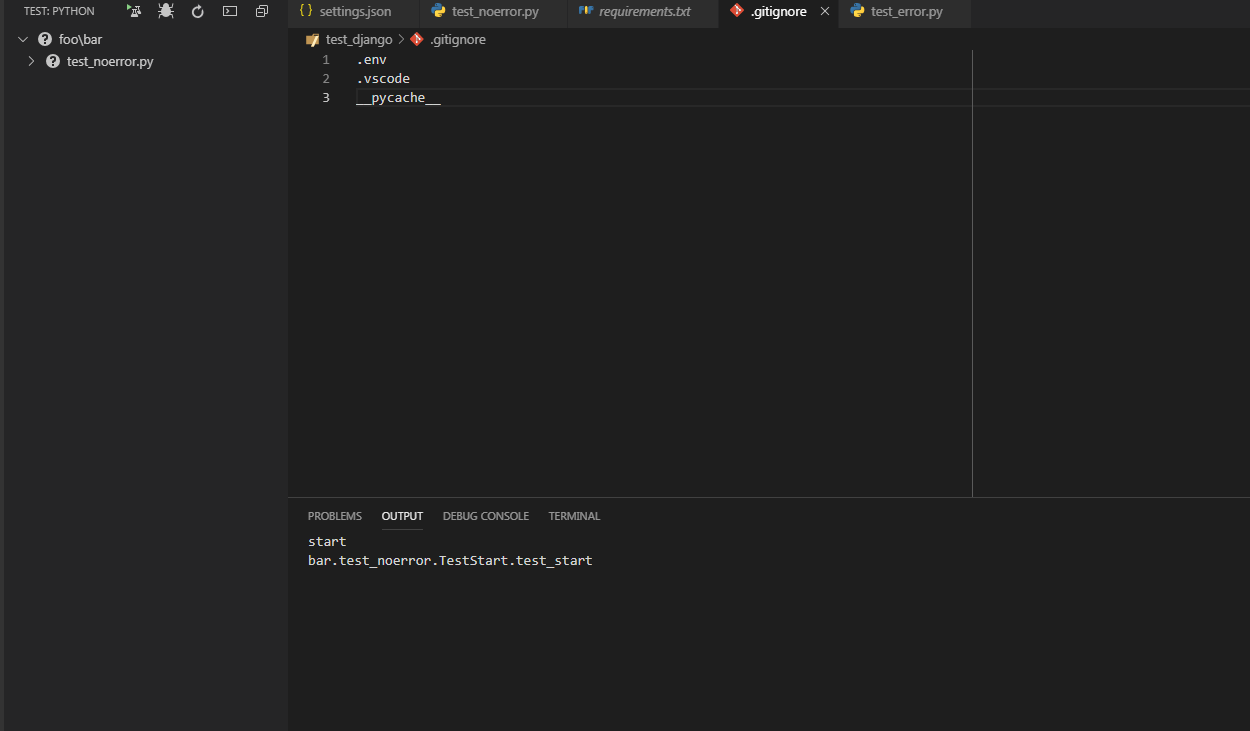 TEST: PYTHON
foo\bar
test_noerror.py
{ } settings.json
test_noerror.py
requirements.txt
.gitignore
test_error.py
test_django > .gitignore
1 .env
2 .vscode
3 __pycache__
PROBLEMS OUTPUT DEBUG CONSOLE TERMINAL
start
bar.test_noerror.TestStart.test_start